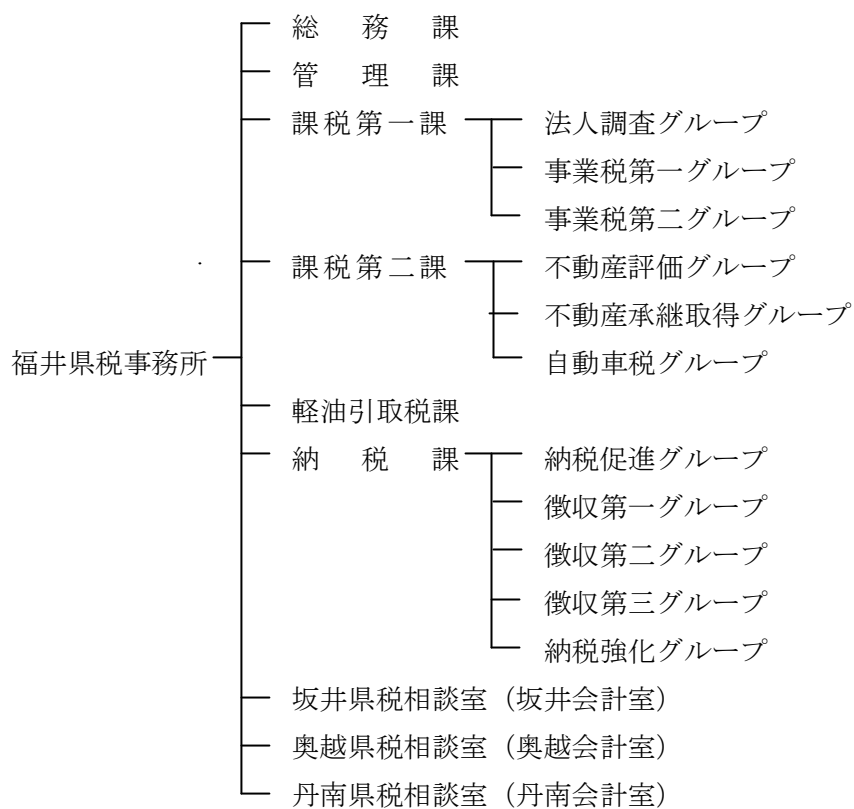 総務課
管理課
課税第一課 法人調査グループ
事業税第一グループ
事業税第二グループ
課税第二課 不動産評価グループ
不動産承継取得グループ
福井県税事務所 自動車税グループ
軽油引取税課
納税課 納税促進グループ
徴収第一グループ
徴収第二グループ
徴収第三グループ
納税強化グループ
坂井県税相談室（坂井会計室）
奥越県税相談室（奥越会計室）
丹南県税相談室（丹南会計室）